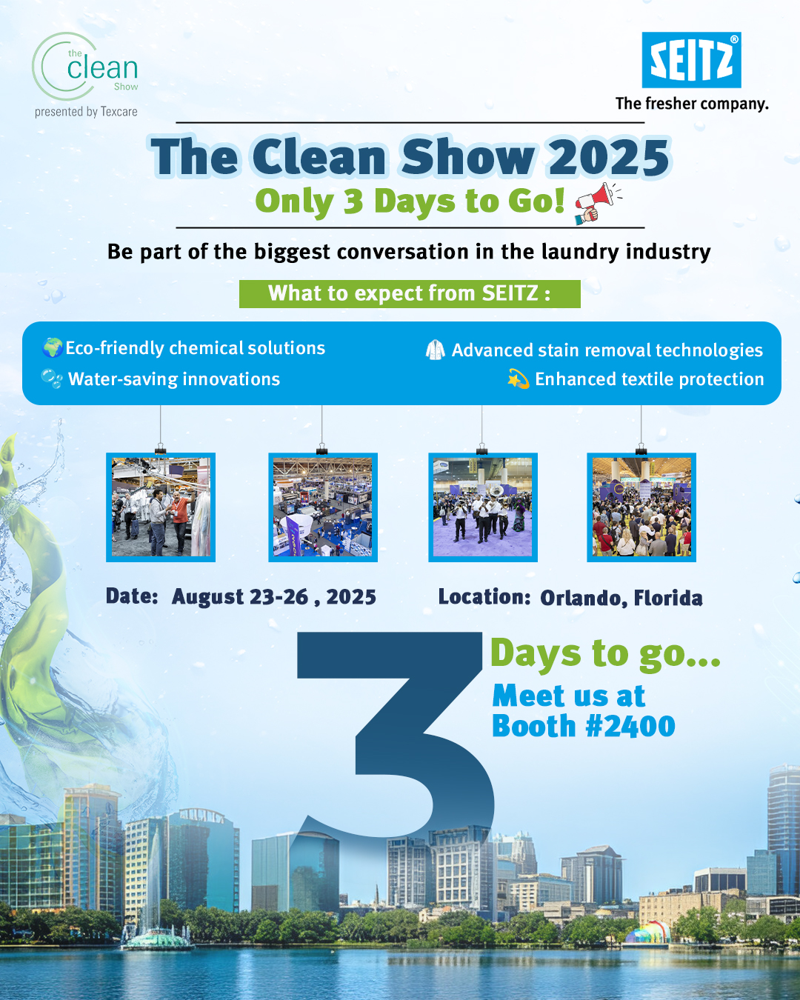 the
clean
Show
presented by Texcare
SEITZ®
The fresher company.
The Clean Show 2025
Only 3 Days to Go!
Be part of the biggest conversation in the laundry industry
What to expect from SEITZ :
Eco-friendly chemical solutions
Water-saving innovations
Advanced stain removal technologies
Enhanced textile protection
Date: August 23-26 , 2025
Location: Orlando, Florida
3
Days to go...
Meet us at
Booth #2400